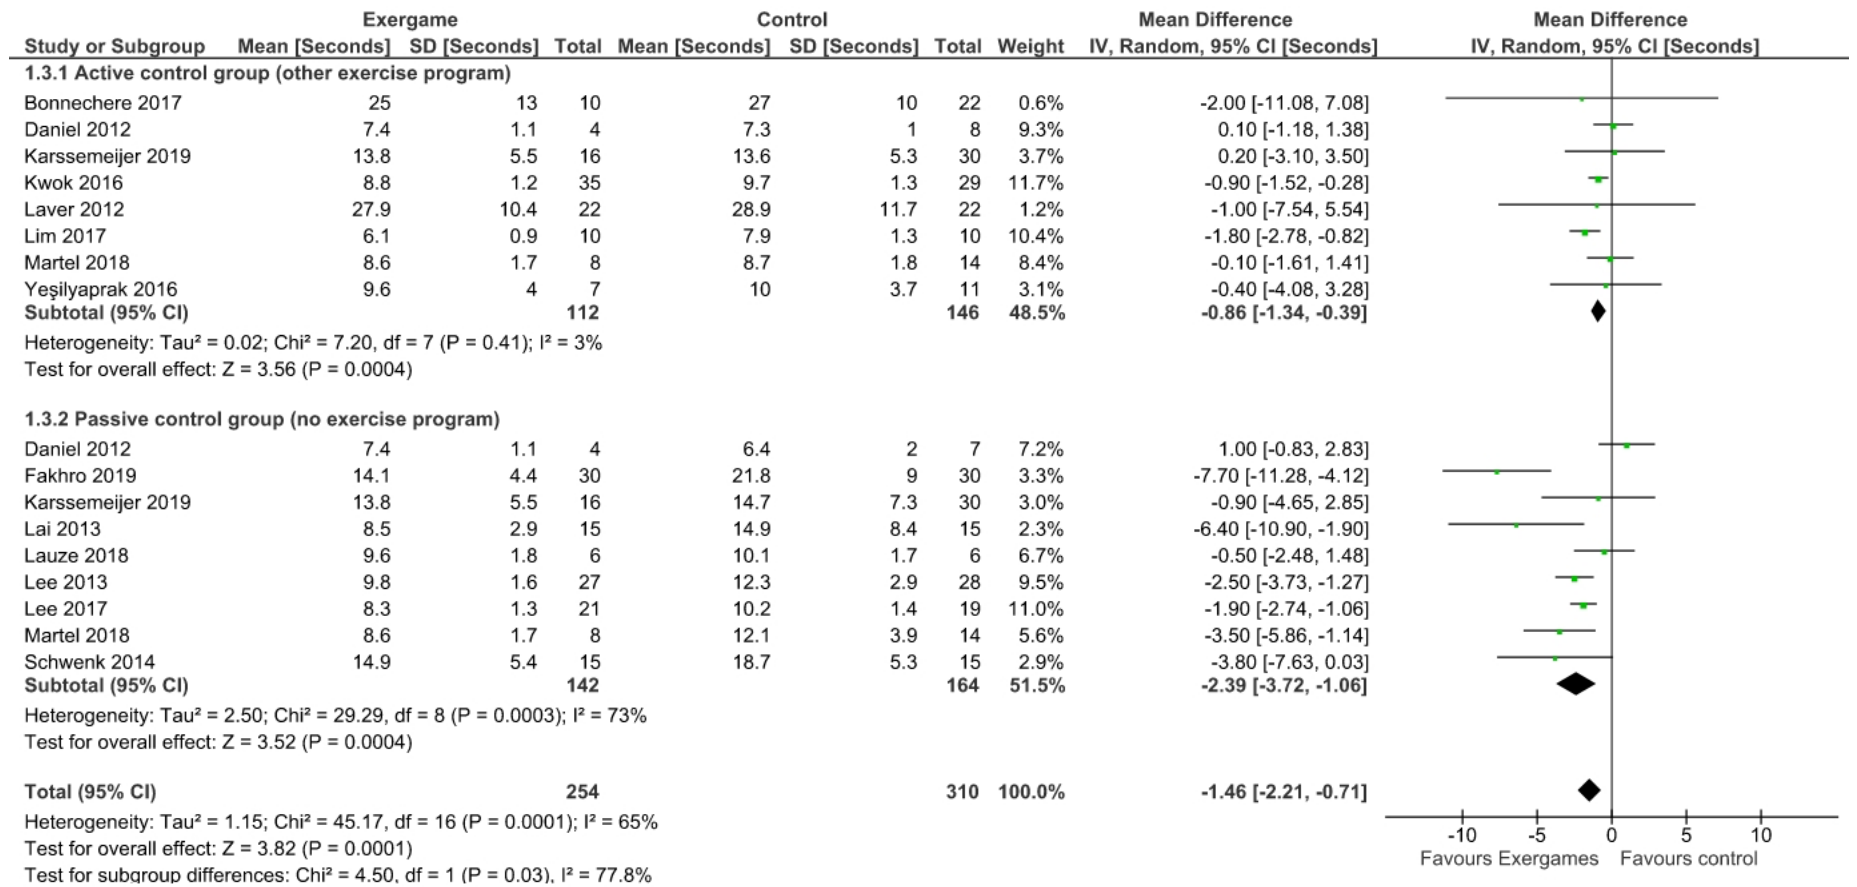 Exergame Control Mean Difference Mean Difference
Study or Subgroup Mean [Seconds] SD [Seconds] Total Mean [Seconds] SD [Seconds] Total Weight IV, Random, 95% CI [Seconds] IV, Random, 95% CI [Seconds]
1.3.1 Active control group (other exercise program)
Bonnechere 2017 25 13 10 27 10 22 0.6% -2.00 [-11.08, 7.08]
Daniel 2012 7.4 1.1 4 7.3 1 8 9.3% 0.10 [-1.18, 1.38]
Karssemeijer 2019 13.8 5.5 16 13.6 5.3 30 3.7% 0.20 [-3.10, 3.50]
Kwok 2016 8.8 1.2 35 9.7 1.3 29 11.7% -0.90 [-1.52, -0.28]
Laver 2012 27.9 10.4 22 28.9 11.7 22 1.2% -1.00 [-7.54, 5.54]
Lim 2017 6.1 0.9 10 7.9 1.3 10 10.4% -1.80 [-2.78, -0.82]
Martel 2018 8.6 1.7 8 8.7 1.8 14 8.4% -0.10 [-1.61, 1.41]
Yeşilyaprak 2016 9.6 4 7 10 3.7 11 3.1% -0.40 [-4.08, 3.28]
Subtotal (95% CI) 112 146 48.5% -0.86 [-1.34, -0.39]
Heterogeneity: Tau² = 0.02; Chi² = 7.20, df = 7 (P = 0.41); I² = 3%
Test for overall effect: Z = 3.56 (P = 0.0004)
1.3.2 Passive control group (no exercise program)
Daniel 2012 7.4 1.1 4 6.4 2 7 7.2% 1.00 [-0.83, 2.83]
Fakhro 2019 14.1 4.4 30 21.8 9 30 3.3% -7.70 [-11.28, -4.12]
Karssemeijer 2019 13.8 5.5 16 14.7 7.3 30 3.0% -0.90 [-4.65, 2.85]
Lai 2013 8.5 2.9 15 14.9 8.4 15 2.3% -6.40 [-10.90, -1.90]
Lauze 2018 9.6 1.8 6 10.1 1.7 6 6.7% -0.50 [-2.48, 1.48]
Lee 2013 9.8 1.6 27 12.3 2.9 28 9.5% -2.50 [-3.73, -1.27]
Lee 2017 8.3 1.3 21 10.2 1.4 19 11.0% -1.90 [-2.74, -1.06]
Martel 2018 8.6 1.7 8 12.1 3.9 14 5.6% -3.50 [-5.86, -1.14]
Schwenk 2014 14.9 5.4 15 18.7 5.3 15 2.9% -3.80 [-7.63, 0.03]
Subtotal (95% CI) 142 164 51.5% -2.39 [-3.72, -1.06]
Heterogeneity: Tau² = 2.50; Chi² = 29.29, df = 8 (P = 0.0003); I² = 73%
Test for overall effect: Z = 3.52 (P = 0.0004)
Total (95% CI) 254 310 100.0% -1.46 [-2.21, -0.71]
Heterogeneity: Tau² = 1.15; Chi² = 45.17, df = 16 (P = 0.0001); I² = 65%
Test for overall effect: Z = 3.82 (P = 0.0001)
Test for subgroup differences: Chi² = 4.50, df = 1 (P = 0.03), I² = 77.8%
-10 -5 0 5 10
Favours Exergames Favours control